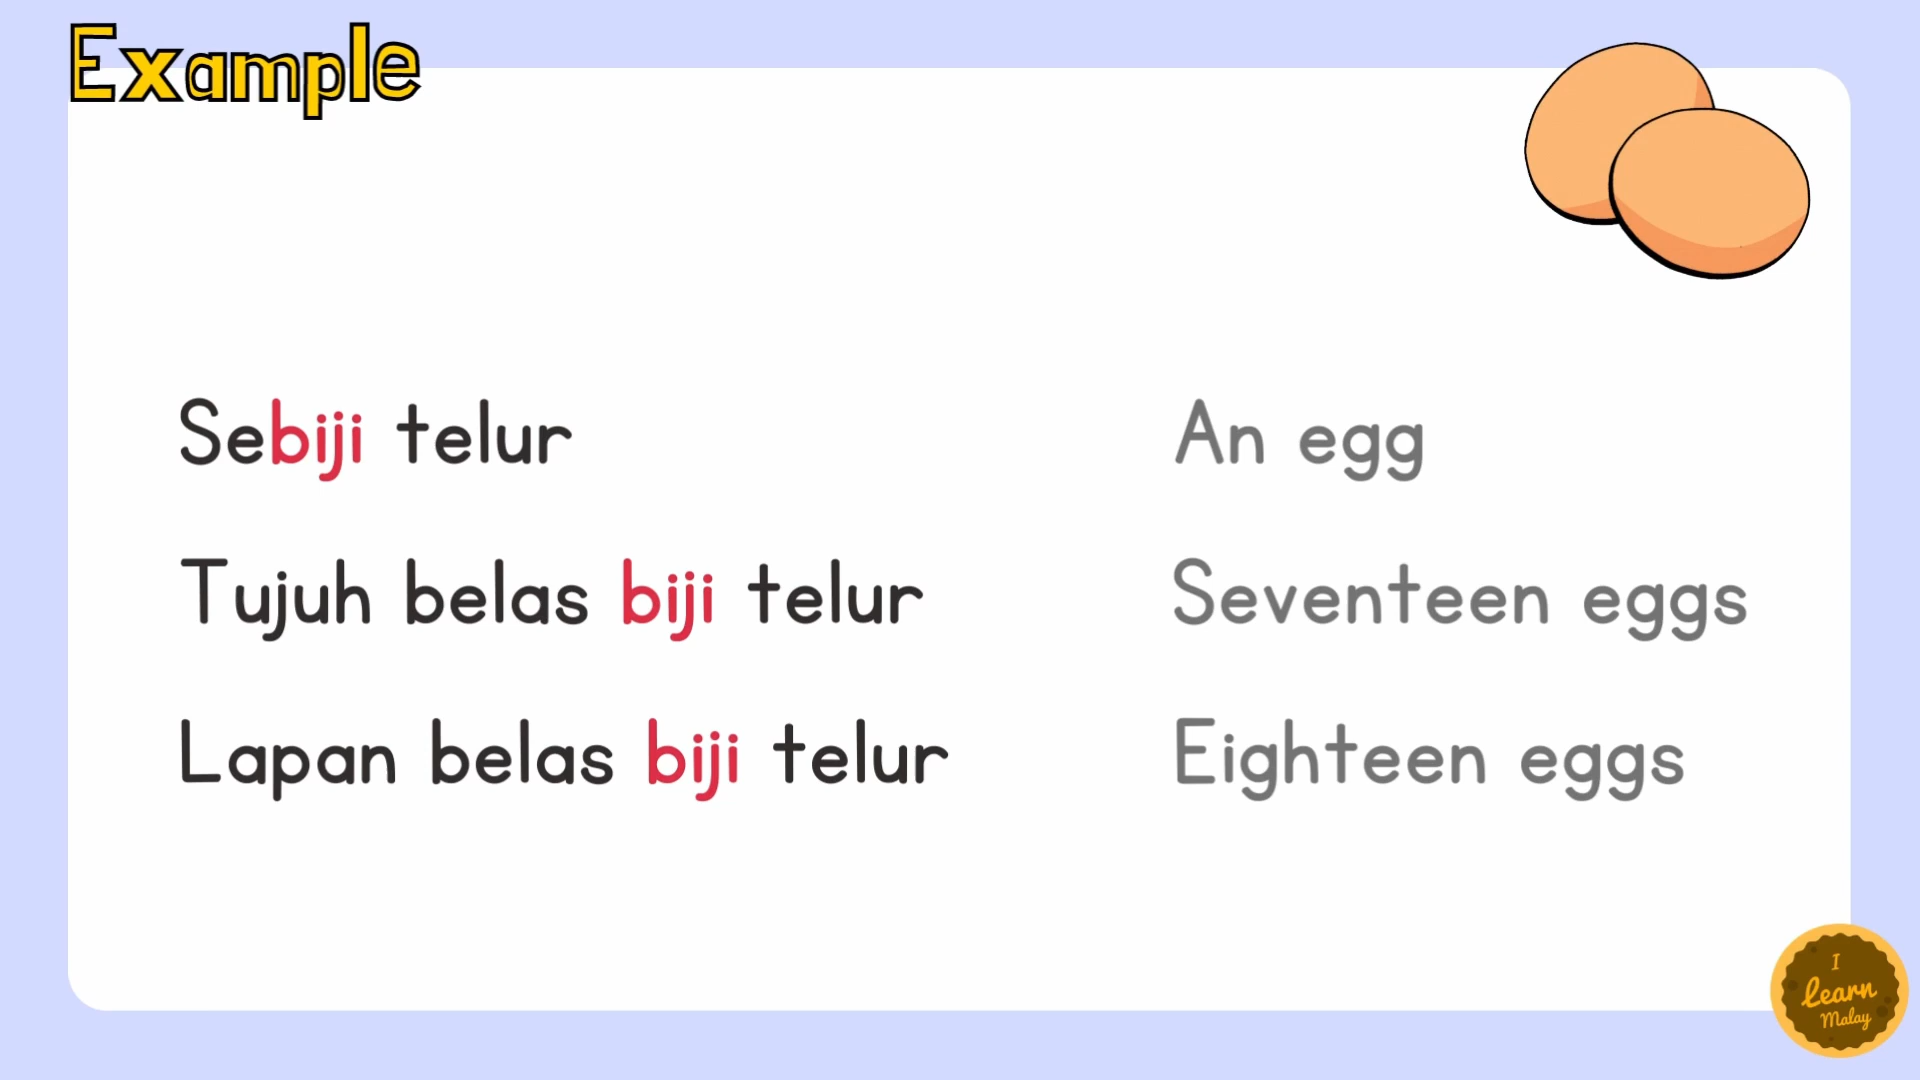 Example
Sebiji telur
An egg
Tujuh belas biji telur
Seventeen eggs
Lapan belas biji telur
Eighteen eggs
I
Learn
Malay